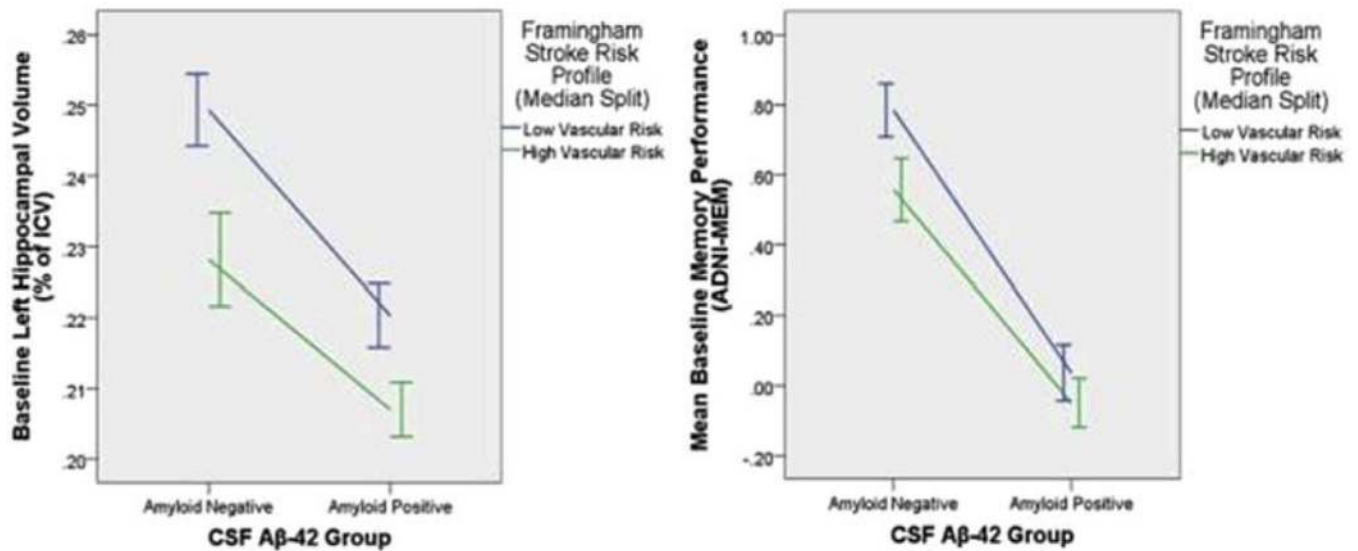 Baseline Left Hippocampal Volume
(% of ICV)
.26
.25
.24
.23
.22
.21
.20
Amyloid Negative
Amyloid Positive
CSF Aβ-42 Group
Framingham
Stroke Risk
Profile
(Median Split)
Low Vascular Risk
High Vascular Risk
Mean Baseline Memory Performance
(ADNI-MEM)
1.00
.80
.60
.40
.20
.00
-.20
Amyloid Negative
Amyloid Positive
CSF Aβ-42 Group
Framingham
Stroke Risk
Profile
(Median Split)
Low Vascular Risk
High Vascular Risk